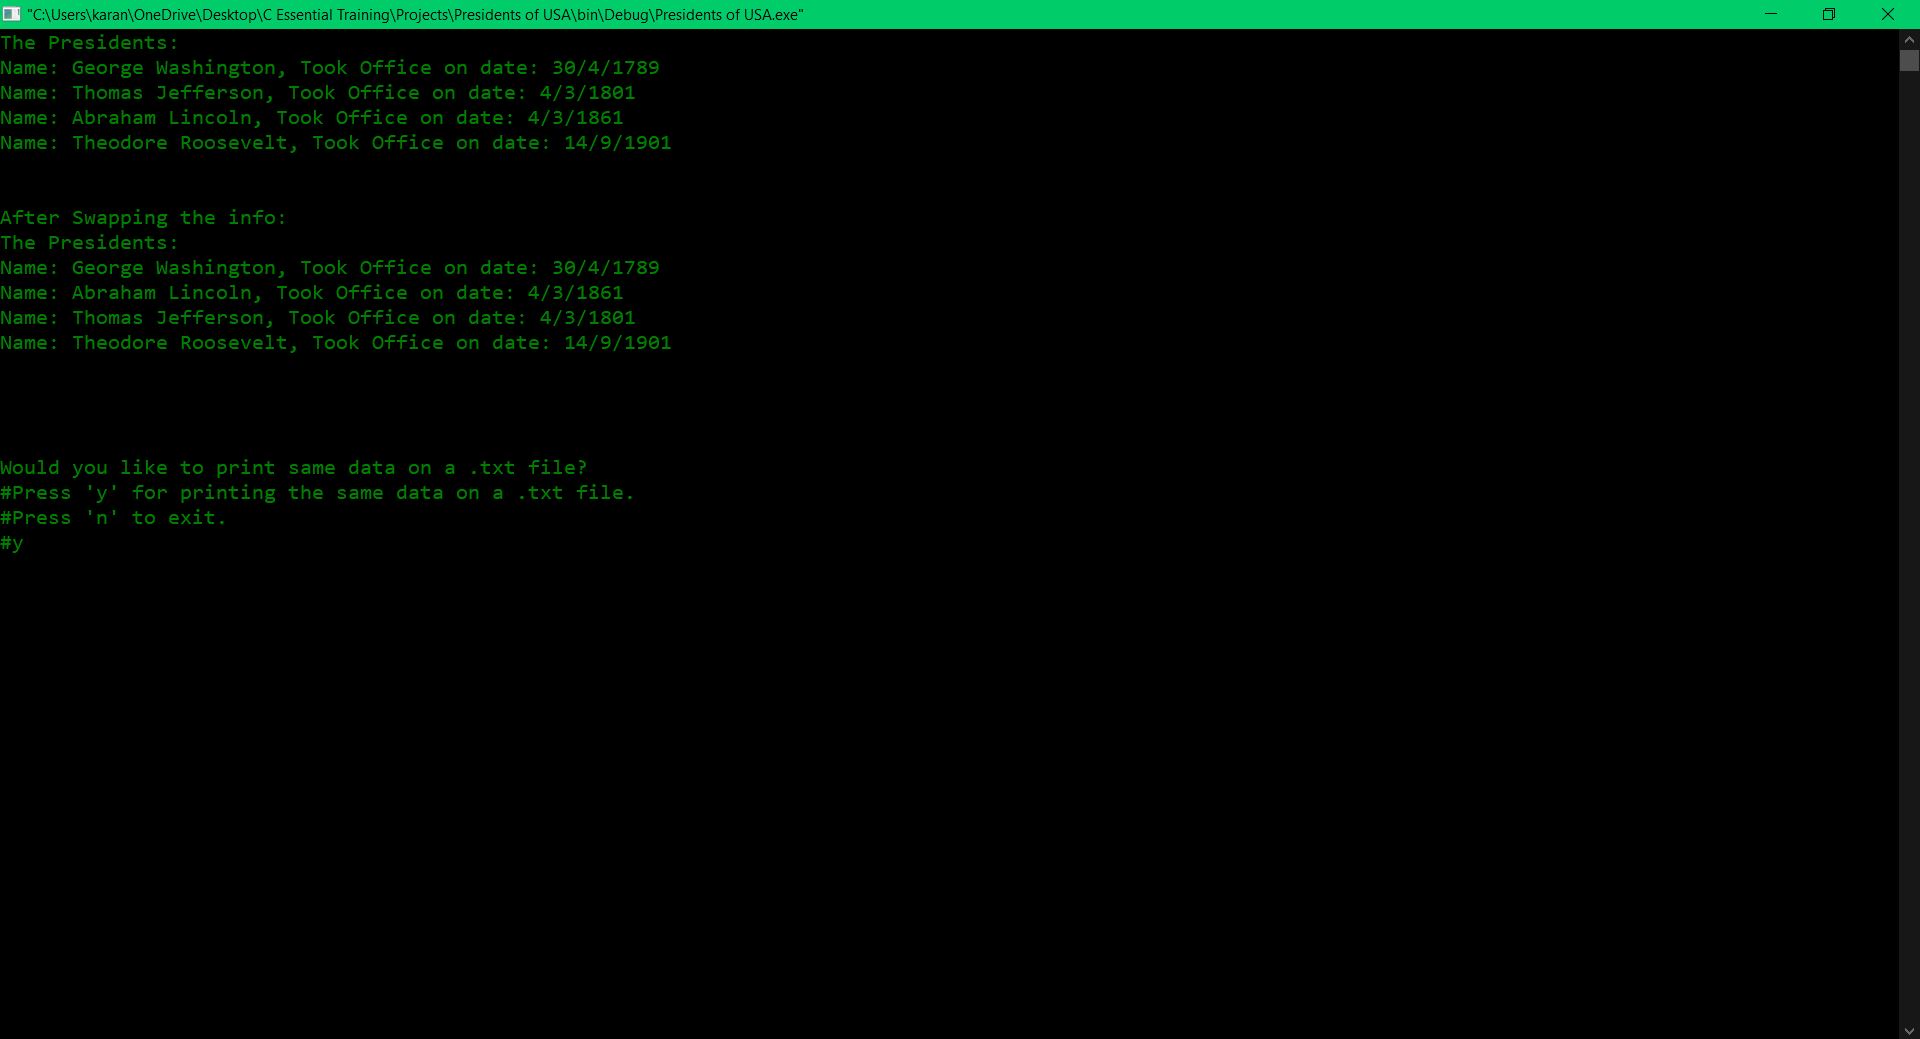 "C:\Users\karan\OneDrive\Desktop\C Essential Training\Projects\Presidents of USA\bin\Debug\Presidents of USA.exe"
The Presidents:
Name: George Washington, Took Office on date: 30/4/1789
Name: Thomas Jefferson, Took Office on date: 4/3/1801
Name: Abraham Lincoln, Took Office on date: 4/3/1861
Name: Theodore Roosevelt, Took Office on date: 14/9/1901
After Swapping the info:
The Presidents:
Name: George Washington, Took Office on date: 30/4/1789
Name: Abraham Lincoln, Took Office on date: 4/3/1861
Name: Thomas Jefferson, Took Office on date: 4/3/1801
Name: Theodore Roosevelt, Took Office on date: 14/9/1901
Would you like to print same data on a .txt file?
#Press 'y' for printing the same data on a .txt file.
#Press 'n' to exit.
#y